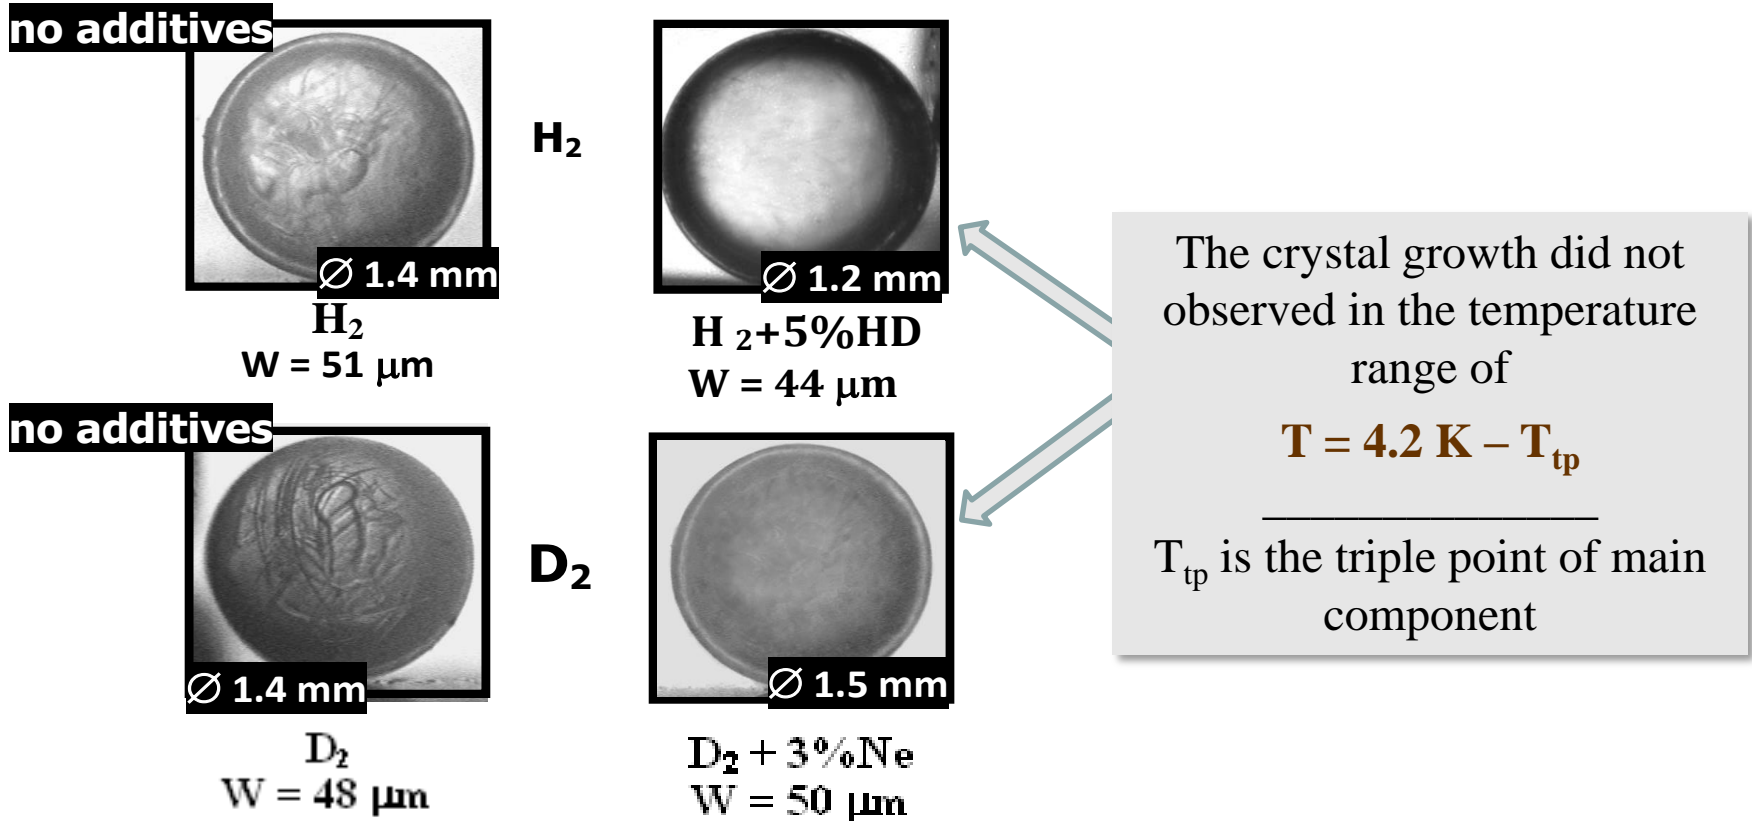 no additives
H₂
∅ 1.4 mm
∅ 1.2 mm
H₂
W = 51 μm
H ₂+5%HD
W = 44 μm
The crystal growth did not
observed in the temperature
range of
T = 4.2 K – Tₜₚ
______________
Tₜₚ is the triple point of main
component
no additives
D₂
∅ 1.4 mm
∅ 1.5 mm
D₂
W = 48 μm
D₂ + 3%Ne
W = 50 μm